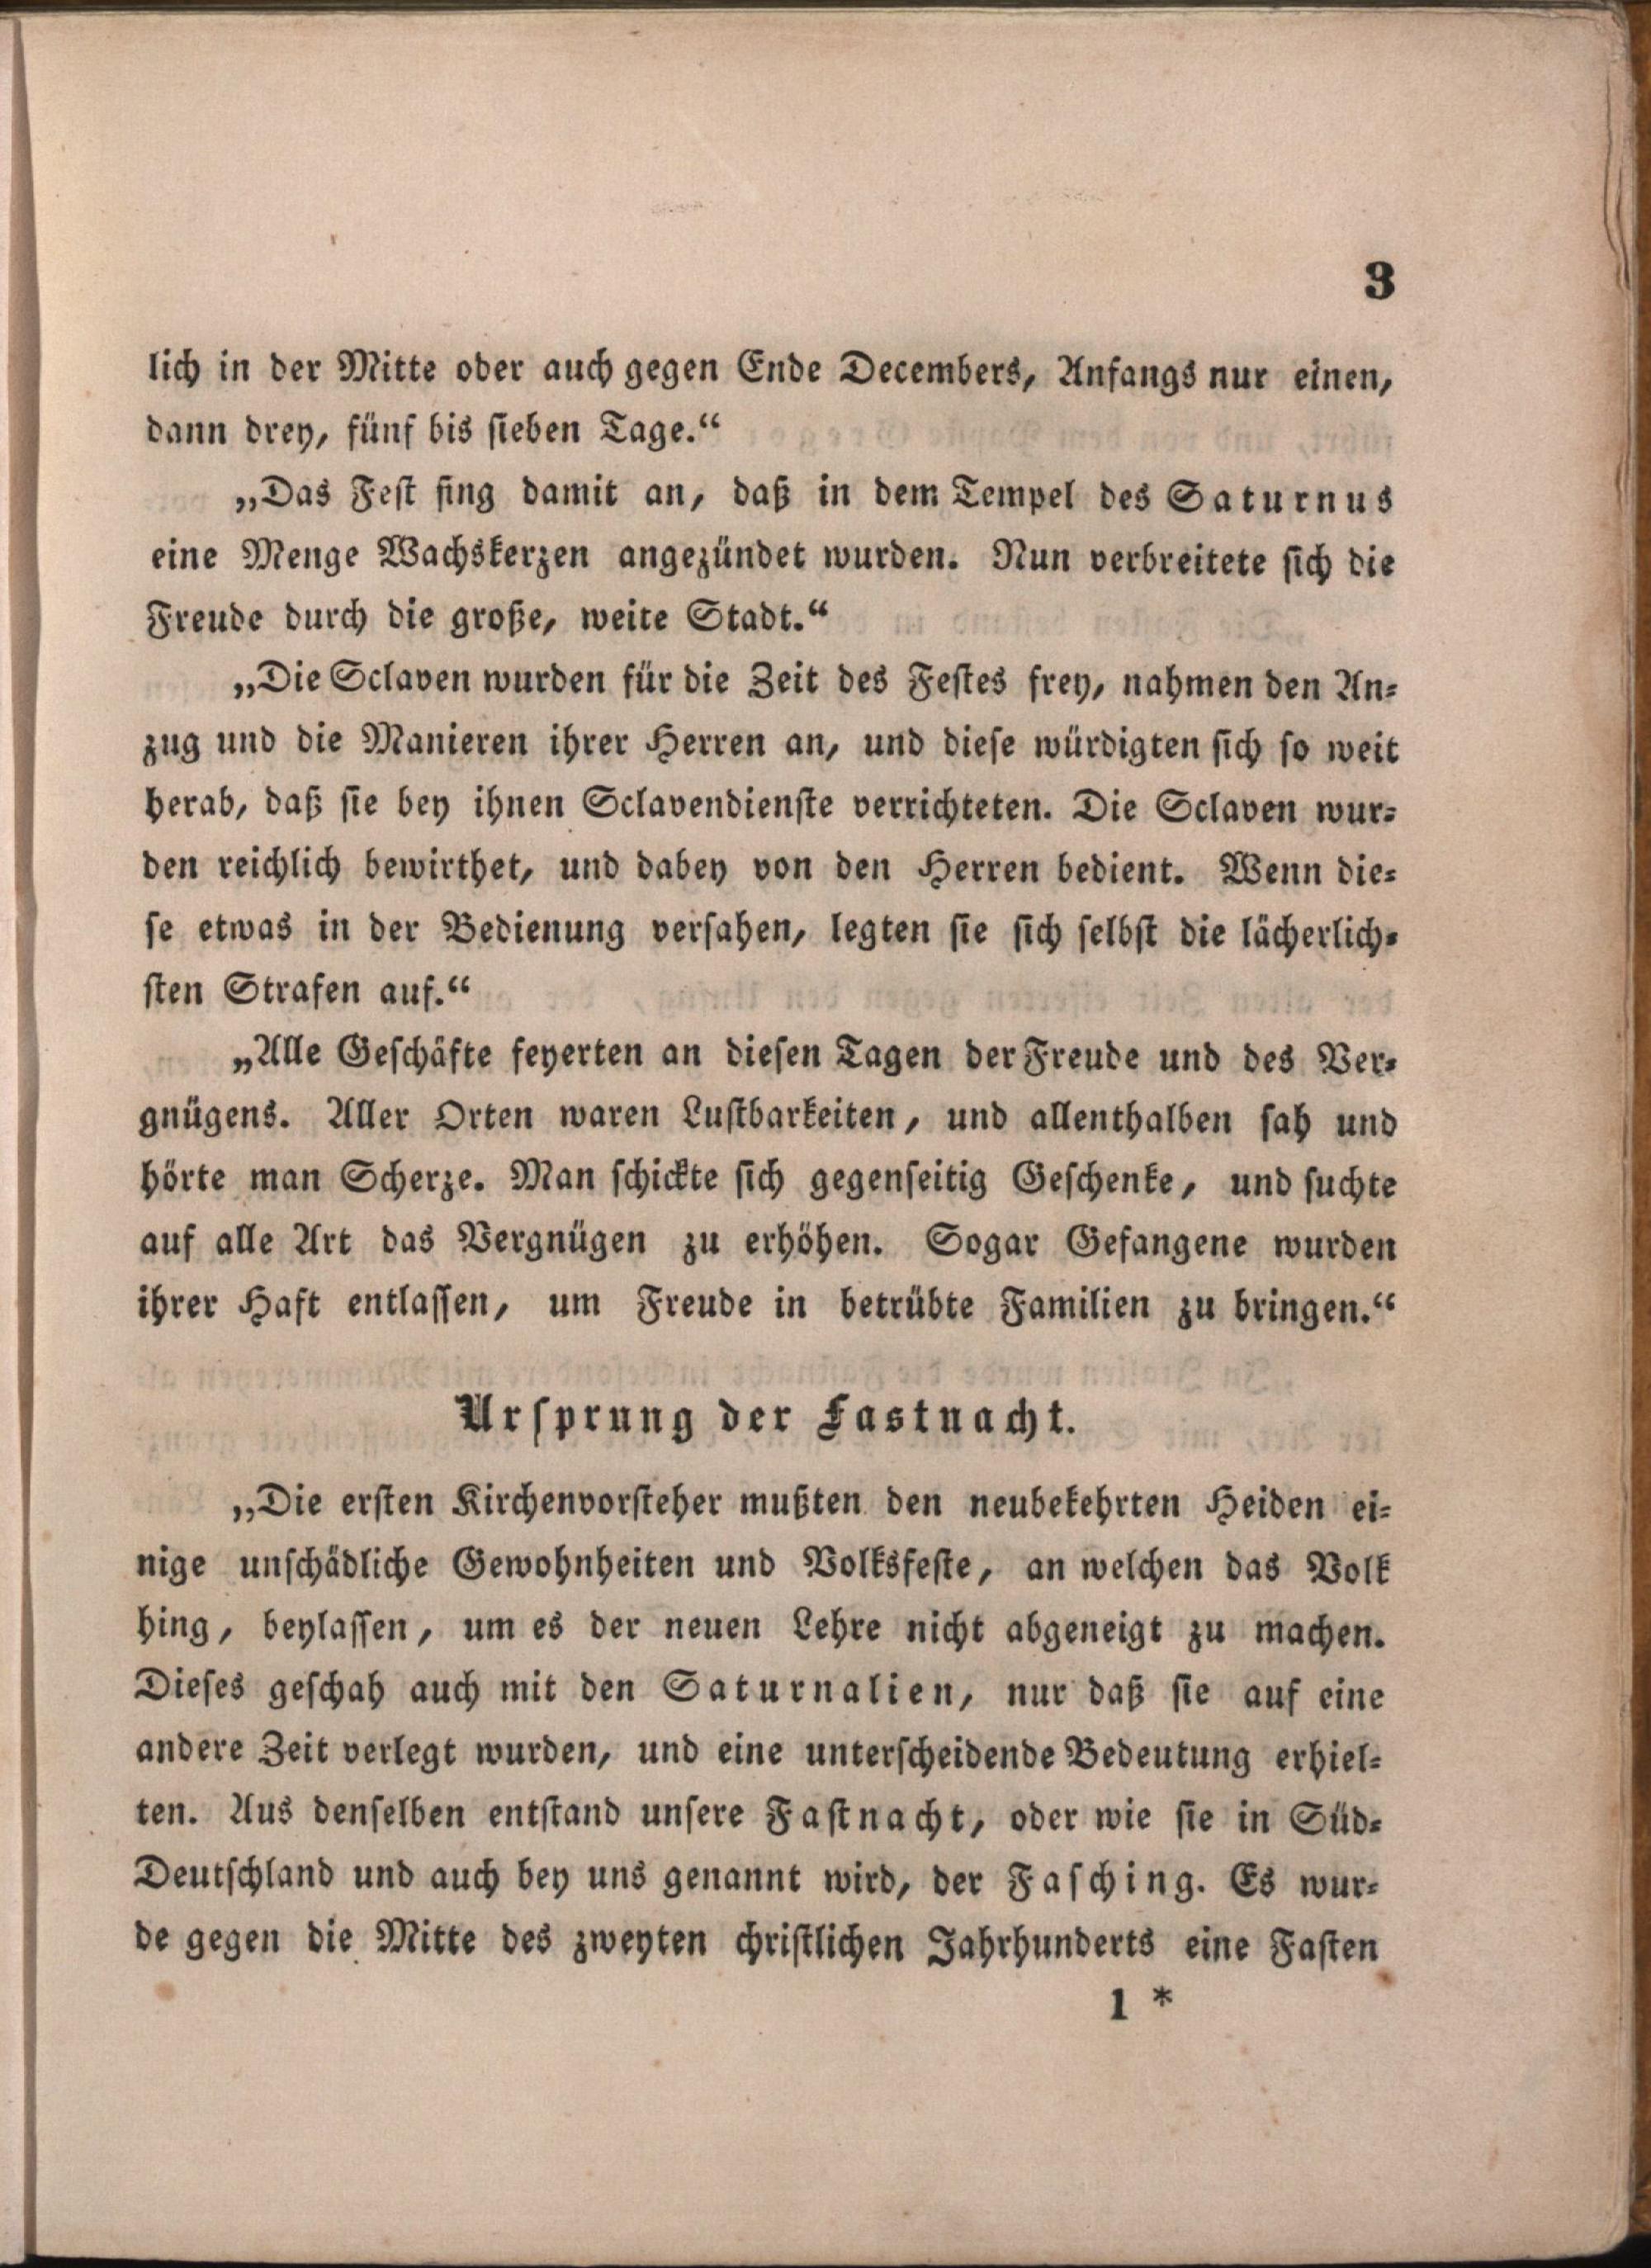 3
lich in der Mitte oder auch gegen Ende Decembers, Anfangs nur einen,
dann drey, fünf bis sieben Tage.“
„Das Fest fing damit an, daß in dem Tempel des Saturnus
eine Menge Wachskerzen angezündet wurden. Nun verbreitete sich die
Freude durch die große, weite Stadt.“
„Die Sclaven wurden für die Zeit des Festes frey, nahmen den An-
zug und die Manieren ihrer Herren an, und diese würdigten sich so weit
herab, daß sie bey ihnen Sclavendienste verrichteten. Die Sclaven wur-
den reichlich bewirthet, und dabey von den Herren bedient. Wenn die-
se etwas in der Bedienung versahen, legten sie sich selbst die lächerlich-
sten Strafen auf.“
„Alle Geschäfte feyerten an diesen Tagen der Freude und des Ver-
gnügens. Aller Orten waren Lustbarkeiten, und allenthalben sah und
hörte man Scherze. Man schickte sich gegenseitig Geschenke, und suchte
auf alle Art das Vergnügen zu erhöhen. Sogar Gefangene wurden
ihrer Haft entlassen, um Freude in betrübte Familien zu bringen.“
Ursprung der Fastnacht.
„Die ersten Kirchenvorsteher mußten den neubekehrten Heiden ei-
nige unschädliche Gewohnheiten und Volksfeste, an welchen das Volk
hing, beylassen, um es der neuen Lehre nicht abgeneigt zu machen.
Dieses geschah auch mit den Saturnalien, nur daß sie auf eine
andere Zeit verlegt wurden, und eine unterscheidende Bedeutung erhiel-
ten. Aus denselben entstand unsere Fastnacht, oder wie sie in Süd-
Deutschland und auch bey uns genannt wird, der Fasching. Es wur-
de gegen die Mitte des zweyten christlichen Jahrhunderts eine Fasten
1 *